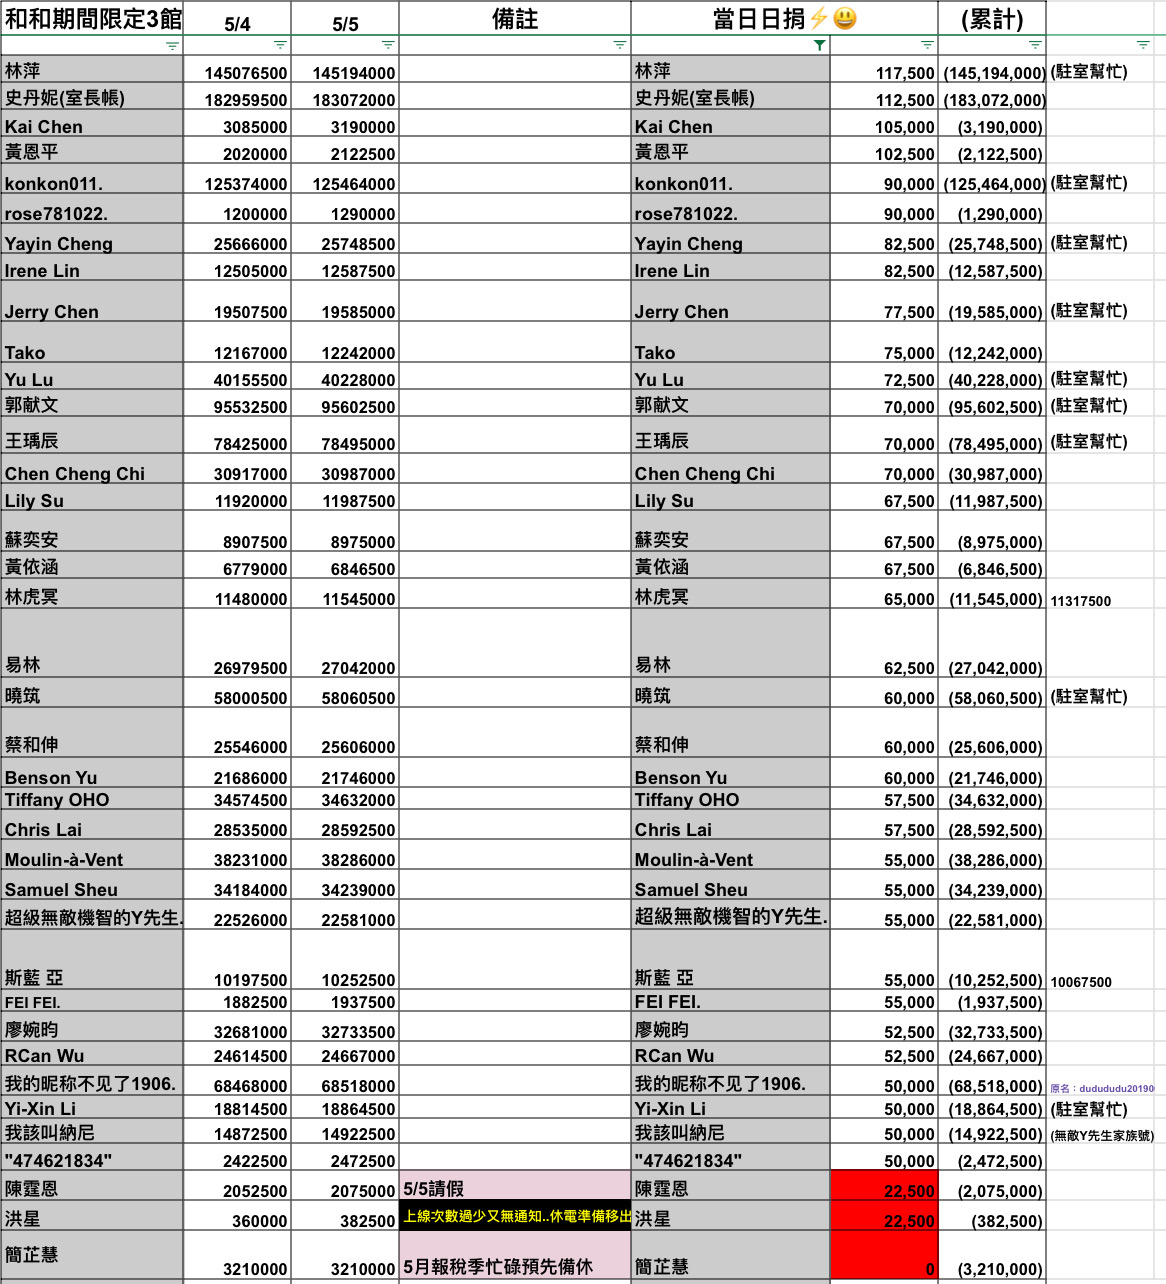 和和期間限定3館 5/4 5/5 備註 當日日捐⚡😃 (累計)
林萍 145076500 145194000 林萍 117,500 (145,194,000) (駐室幫忙)
史丹妮(室長帳) 182959500 183072000 史丹妮(室長帳) 112,500 (183,072,000)
Kai Chen 3085000 3190000 Kai Chen 105,000 (3,190,000)
黃恩平 2020000 2122500 黃恩平 102,500 (2,122,500)
konkon011. 125374000 125464000 konkon011. 90,000 (125,464,000) (駐室幫忙)
rose781022. 1200000 1290000 rose781022. 90,000 (1,290,000)
Yayin Cheng 25666000 25748500 Yayin Cheng 82,500 (25,748,500) (駐室幫忙)
Irene Lin 12505000 12587500 Irene Lin 82,500 (12,587,500)
Jerry Chen 19507500 19585000 Jerry Chen 77,500 (19,585,000) (駐室幫忙)
Tako 12167000 12242000 Tako 75,000 (12,242,000)
Yu Lu 40155500 40228000 Yu Lu 72,500 (40,228,000) (駐室幫忙)
郭献文 95532500 95602500 郭献文 70,000 (95,602,500) (駐室幫忙)
王瑀辰 78425000 78495000 王瑀辰 70,000 (78,495,000) (駐室幫忙)
Chen Cheng Chi 30917000 30987000 Chen Cheng Chi 70,000 (30,987,000)
Lily Su 11920000 11987500 Lily Su 67,500 (11,987,500)
蘇奕安 8907500 8975000 蘇奕安 67,500 (8,975,000)
黃依涵 6779000 6846500 黃依涵 67,500 (6,846,500)
林虎冥 11480000 11545000 林虎冥 65,000 (11,545,000) 11317500
易林 26979500 27042000 易林 62,500 (27,042,000)
曉筑 58000500 58060500 曉筑 60,000 (58,060,500) (駐室幫忙)
蔡和伸 25546000 25606000 蔡和伸 60,000 (25,606,000)
Benson Yu 21686000 21746000 Benson Yu 60,000 (21,746,000)
Tiffany OHO 34574500 34632000 Tiffany OHO 57,500 (34,632,000)
Chris Lai 28535000 28592500 Chris Lai 57,500 (28,592,500)
Moulin-à-Vent 38231000 38286000 Moulin-à-Vent 55,000 (38,286,000)
Samuel Sheu 34184000 34239000 Samuel Sheu 55,000 (34,239,000)
超級無敵機智的Y先生. 22526000 22581000 超級無敵機智的Y先生. 55,000 (22,581,000)
斯藍 亞 10197500 10252500 斯藍 亞 55,000 (10,252,500) 10067500
FEI FEI. 1882500 1937500 FEI FEI. 55,000 (1,937,500)
廖婉昀 32681000 32733500 廖婉昀 52,500 (32,733,500)
RCan Wu 24614500 24667000 RCan Wu 52,500 (24,667,000)
我的昵称不见了1906. 68468000 68518000 我的昵称不见了1906. 50,000 (68,518,000) 原名：dudududu20190
Yi-Xin Li 18814500 18864500 Yi-Xin Li 50,000 (18,864,500) (駐室幫忙)
我該叫納尼 14872500 14922500 我該叫納尼 50,000 (14,922,500) (無敵Y先生家族號)
"474621834" 2422500 2472500 "474621834" 50,000 (2,472,500)
陳霆恩 2052500 2075000 5/5請假 陳霆恩 22,500 (2,075,000)
洪星 360000 382500 上線次數過少又無通知..休電準備移出 洪星 22,500 (382,500)
簡芷慧 3210000 3210000 5月報稅季忙碌預先備休 簡芷慧 0 (3,210,000)